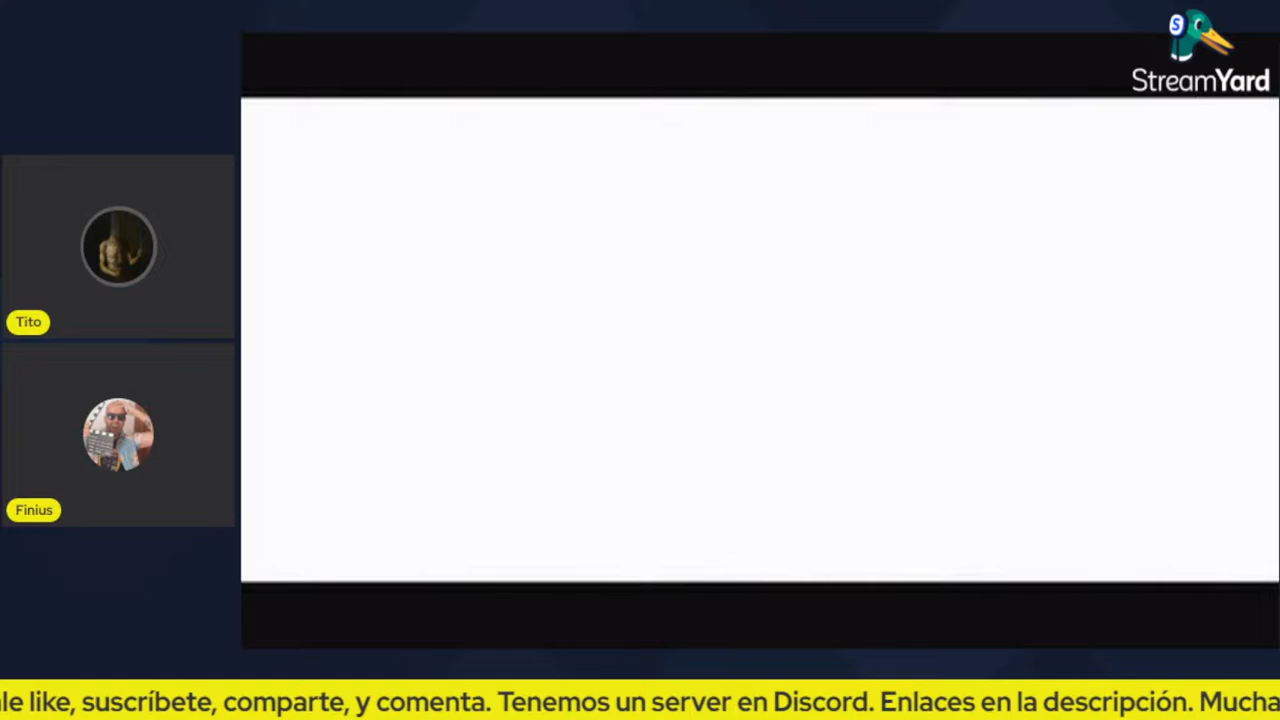 StreamYard
Tito
Finius
le like, suscríbete, comparte, y comenta. Tenemos un server en Discord. Enlaces en la descripción. Mucha